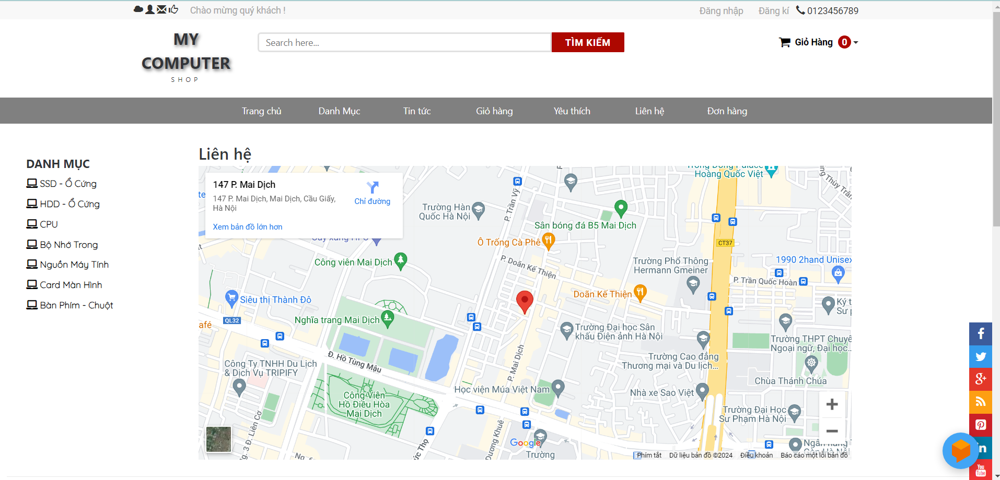 Chào mừng quý khách !
Đăng nhập
Đăng kí
0123456789
MY
COMPUTER
SHOP
Search here...
TÌM KIẾM
Giỏ Hàng 0
Trang chủ
Danh Mục
Tin tức
Giỏ hàng
Yêu thích
Liên hệ
Đơn hàng
DANH MỤC
SSD - Ổ Cứng
HDD - Ổ Cứng
CPU
Bộ Nhớ Trong
Nguồn Máy Tính
Card Màn Hình
Bàn Phím - Chuột
Liên hệ
147 P. Mai Dịch
147 P. Mai Dịch, Mai Dịch, Cầu Giấy,
Hà Nội
Chỉ đường
Xem bản đồ lớn hơn
Hoàng Quốc Việt
P. Trần Vỹ
Trường Hàn
Quốc Hà Nội
Sân bóng đá B5 Mai Dịch
Ô Trống Cà Phê
CT37
Công viên Mai Dịch
P. Doãn Kế Thiện
Trường Phổ Thông
Hermann Gmeiner
1990 2hand Unisex
P. Trần Quốc Hoàn
Doãn Kế Thiện
Siêu thị Thành Đô
QL32
afé
Nghĩa trang Mai Dịch
Trường Đại học Sân
khấu Điện ảnh Hà Nội
Trường THPT Chuyê
Ngoại ngữ, Đại học...
Đ. Hồ Tùng Mậu
P. Mai Dịch
Trường Cao đẳng
Thương mại và Du lịch...
Công Ty TNHH Du Lịch
& Dịch Vụ TRIPIFY
Chùa Thánh Chúa
Học viện Múa Việt Nam
Nhà xe Sao Việt
Công Viên
Hồ Điều Hòa
Mai Dịch
Trường Đại Học
Sư Phạm Hà Nội
Dương Khuê
Google
Trường
Phím tắt
Dữ liệu bản đồ ©2024
Điều khoản
Báo cáo một lỗi bản đồ
You
Tube